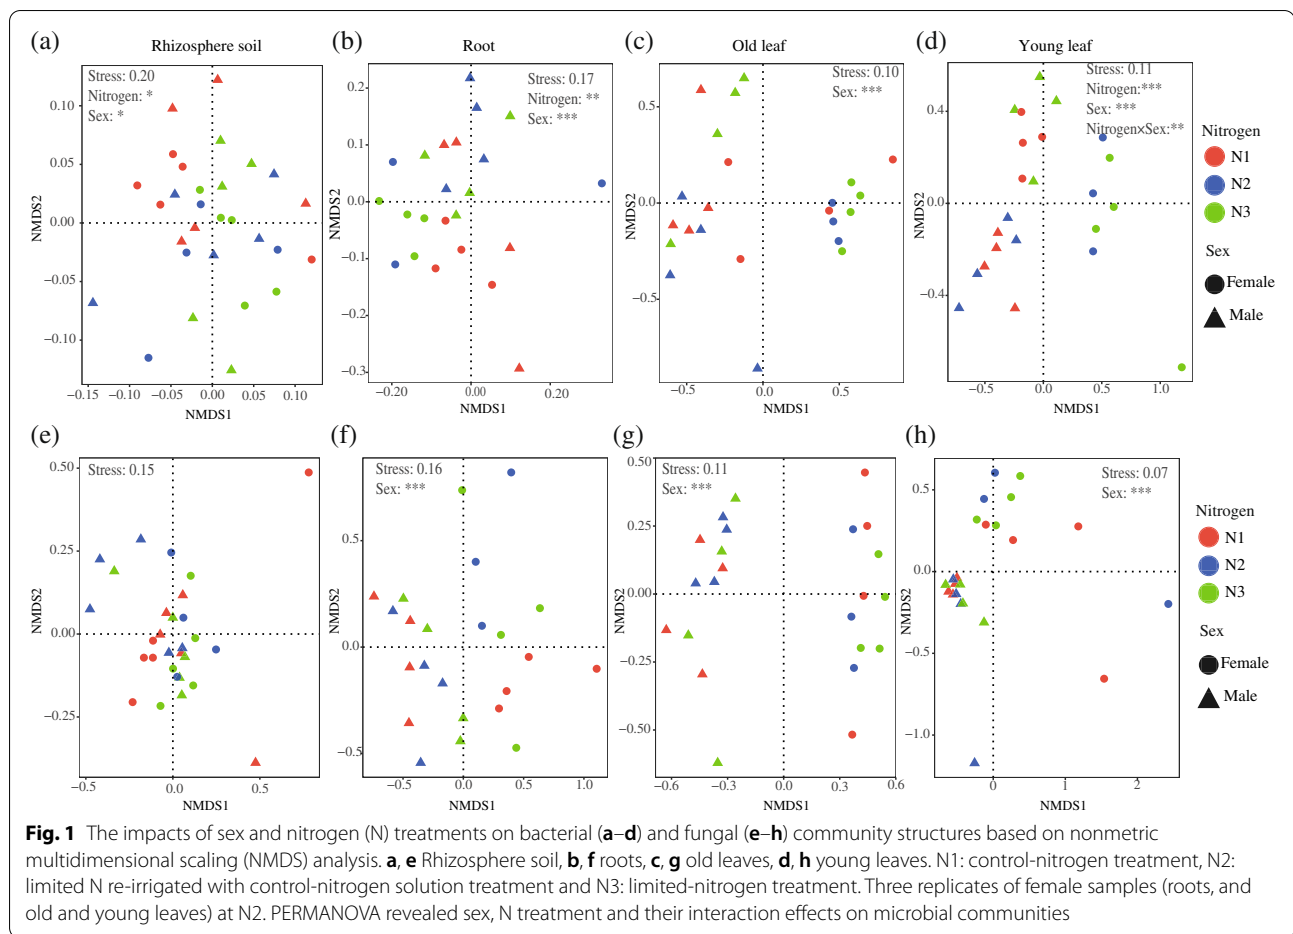 (a) Rhizosphere soil (b) Root (c) Old leaf (d) Young leaf
Stress: 0.20
Nitrogen: *
Sex: *
NMDS2
0.10
0.05
0.00
−0.05
−0.10
−0.15 −0.10 −0.05 0.00 0.05 0.10
NMDS1
Stress: 0.17
Nitrogen: **
Sex: ***
NMDS2
0.2
0.1
0.0
−0.1
−0.2
−0.3
−0.20 0.00 0.20
NMDS1
Stress: 0.10
Sex: ***
NMDS2
0.5
0.0
−0.5
−0.5 0.0 0.5
NMDS1
Stress: 0.11
Nitrogen:***
Sex: ***
Nitrogen×Sex:**
NMDS2
0.4
0.0
−0.4
−0.5 0.0 0.5 1.0
NMDS1
Nitrogen
N1
N2
N3
Sex
Female
Male
(e) (f) (g) (h)
Stress: 0.15
NMDS2
0.50
0.25
0.00
−0.25
−0.5 0.0 0.5
NMDS1
Stress: 0.16
Sex: ***
NMDS2
0.5
0.0
−0.5
−0.5 0.0 0.5 1.0
NMDS1
Stress: 0.11
Sex: ***
NMDS2
0.50
0.25
0.00
−0.25
−0.50
−0.6 −0.3 0.0 0.3 0.6
NMDS1
Stress: 0.07
Sex: ***
NMDS2
0.5
0.0
−0.5
−1.0
0 1 2
NMDS1
Nitrogen
N1
N2
N3
Sex
Female
Male
Fig. 1 The impacts of sex and nitrogen (N) treatments on bacterial (a–d) and fungal (e–h) community structures based on nonmetric
multidimensional scaling (NMDS) analysis. a, e Rhizosphere soil, b, f roots, c, g old leaves, d, h young leaves. N1: control-nitrogen treatment, N2:
limited N re-irrigated with control-nitrogen solution treatment and N3: limited-nitrogen treatment. Three replicates of female samples (roots, and
old and young leaves) at N2. PERMANOVA revealed sex, N treatment and their interaction effects on microbial communities